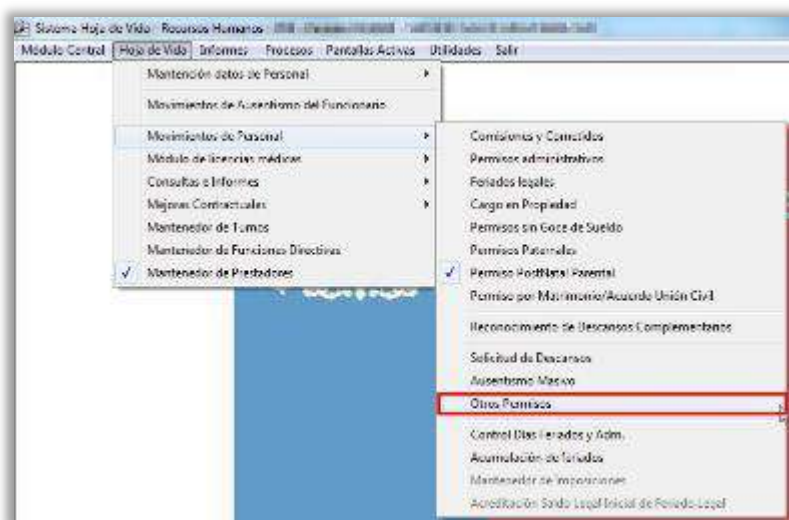 Sistema Hoja de Vida - Recursos Humanos
Módulo Central Hoja de Vida Informes Procesos Pantallas Activas Utilidades Salir
Mantención datos de Personal
Movimientos de Ausentismo del Funcionario
Movimientos de Personal
Módulo de licencias médicas
Consultas e Informes
Mejoras Contractuales
Mantenedor de Turnos
Mantenedor de Funciones Directivas
Mantenedor de Prestadores
Comisiones y Cometidos
Permisos administrativos
Feriados legales
Cargo en Propiedad
Permisos sin Goce de Sueldo
Permisos Paternales
Permiso PostNatal Parental
Permiso por Matrimonio/Acuerdo Unión Civil
Reconocimiento de Descansos Complementarios
Solicitud de Descansos
Ausentismo Masivo
Otros Permisos
Control Días Feriados y Adm.
Acumulación de feriados
Mantenedor de Imposiciones
Acreditación Saldo Legal Inicial de Feriado Legal